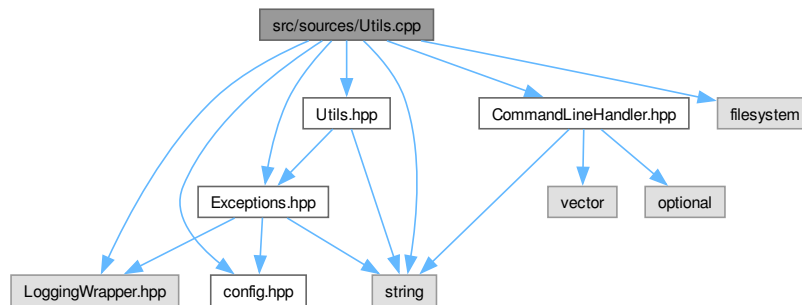 src/sources/Utils.cpp
Utils.hpp
CommandLineHandler.hpp
filesystem
Exceptions.hpp
vector
optional
LoggingWrapper.hpp
config.hpp
string